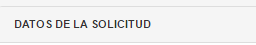 DATOS DE LA SOLICITUD